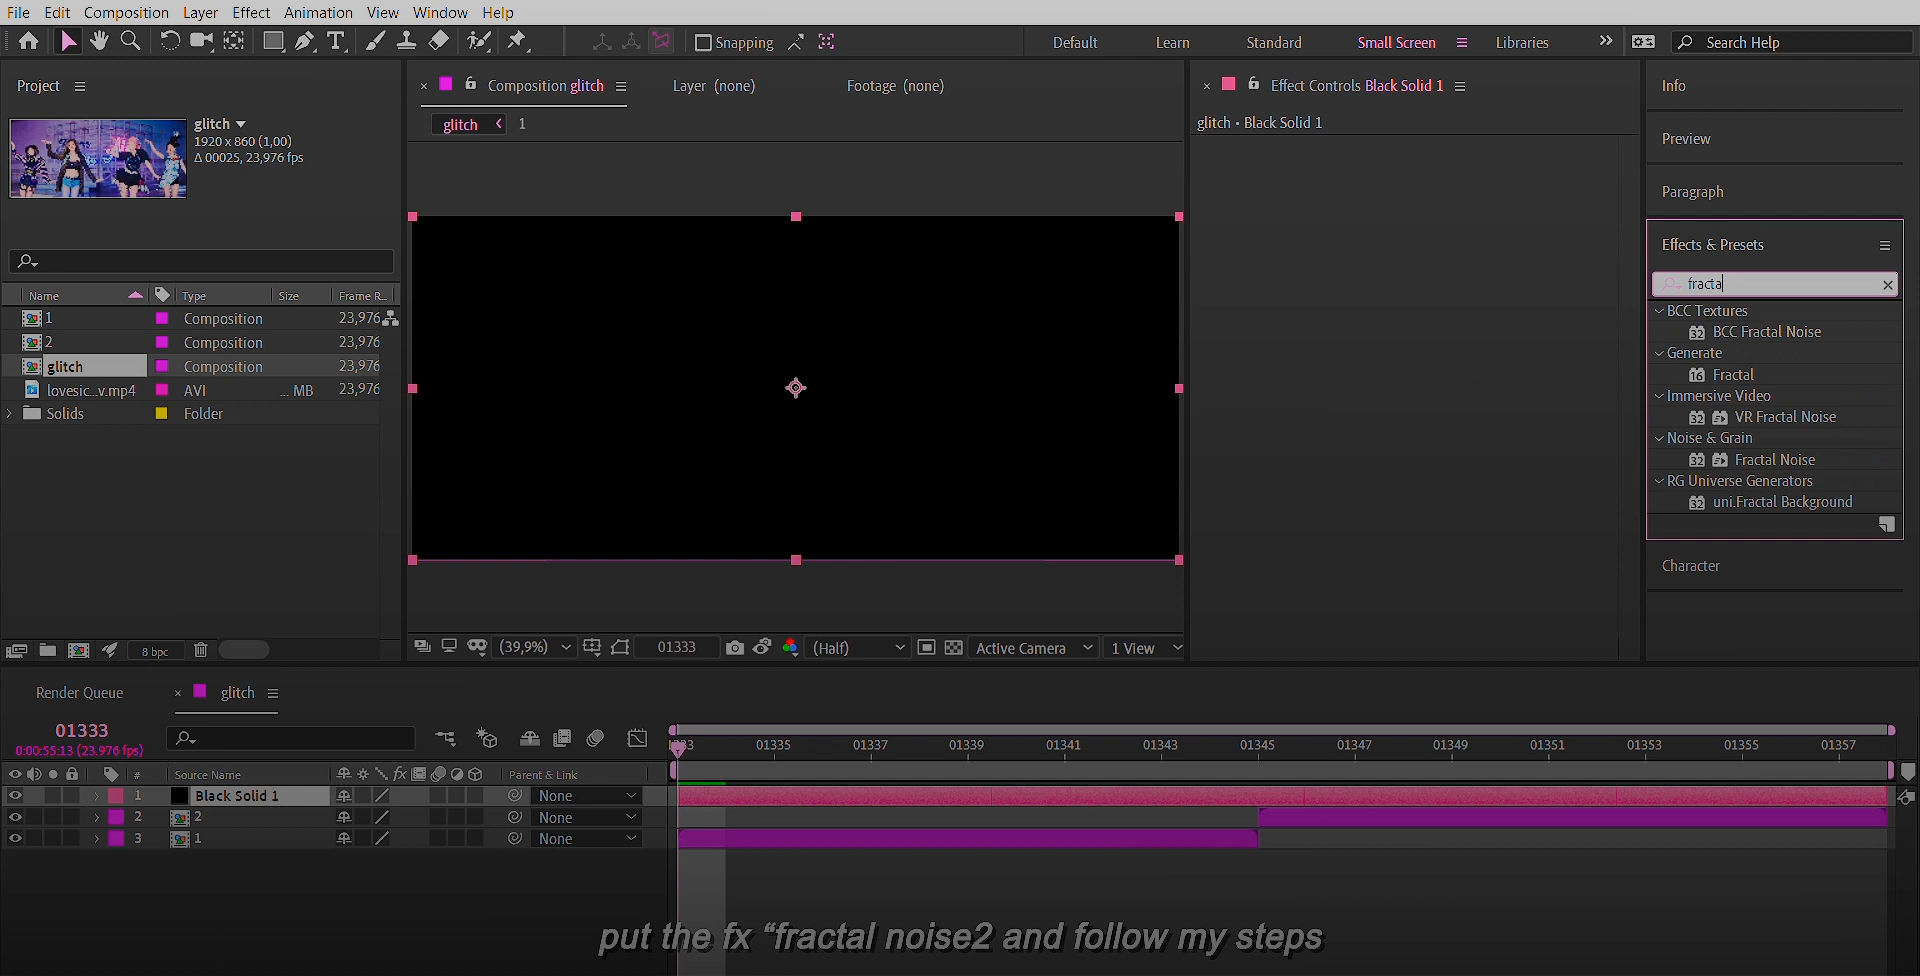 File Edit Composition Layer Effect Animation View Window Help
Snapping Default Learn Standard Small Screen Libraries Search Help
Project
glitch
1920 x 860 (1,00)
Δ 00025, 23,976 fps
Name Type Size Frame R...
1 Composition 23,976
2 Composition 23,976
glitch Composition 23,976
lovesic...v.mp4 AVI ... MB 23,976
Solids Folder
8 bpc
× Composition glitch Layer (none) Footage (none)
glitch < 1
(39,9%) 01333 (Half) Active Camera 1 View
× Effect Controls Black Solid 1
glitch • Black Solid 1
Info
Preview
Paragraph
Effects & Presets
fracta
BCC Textures
32 BCC Fractal Noise
Generate
16 Fractal
Immersive Video
32 VR Fractal Noise
Noise & Grain
32 Fractal Noise
RG Universe Generators
32 uni.Fractal Background
Character
Render Queue × glitch
01333
0:00:55:13 (23.976 fps)
01335 01337 01339 01341 01343 01345 01347 01349 01351 01353 01355 01357
# Source Name fx Parent & Link
1 Black Solid 1 None
2 2 None
3 1 None
put the fx “fractal noise2 and follow my steps